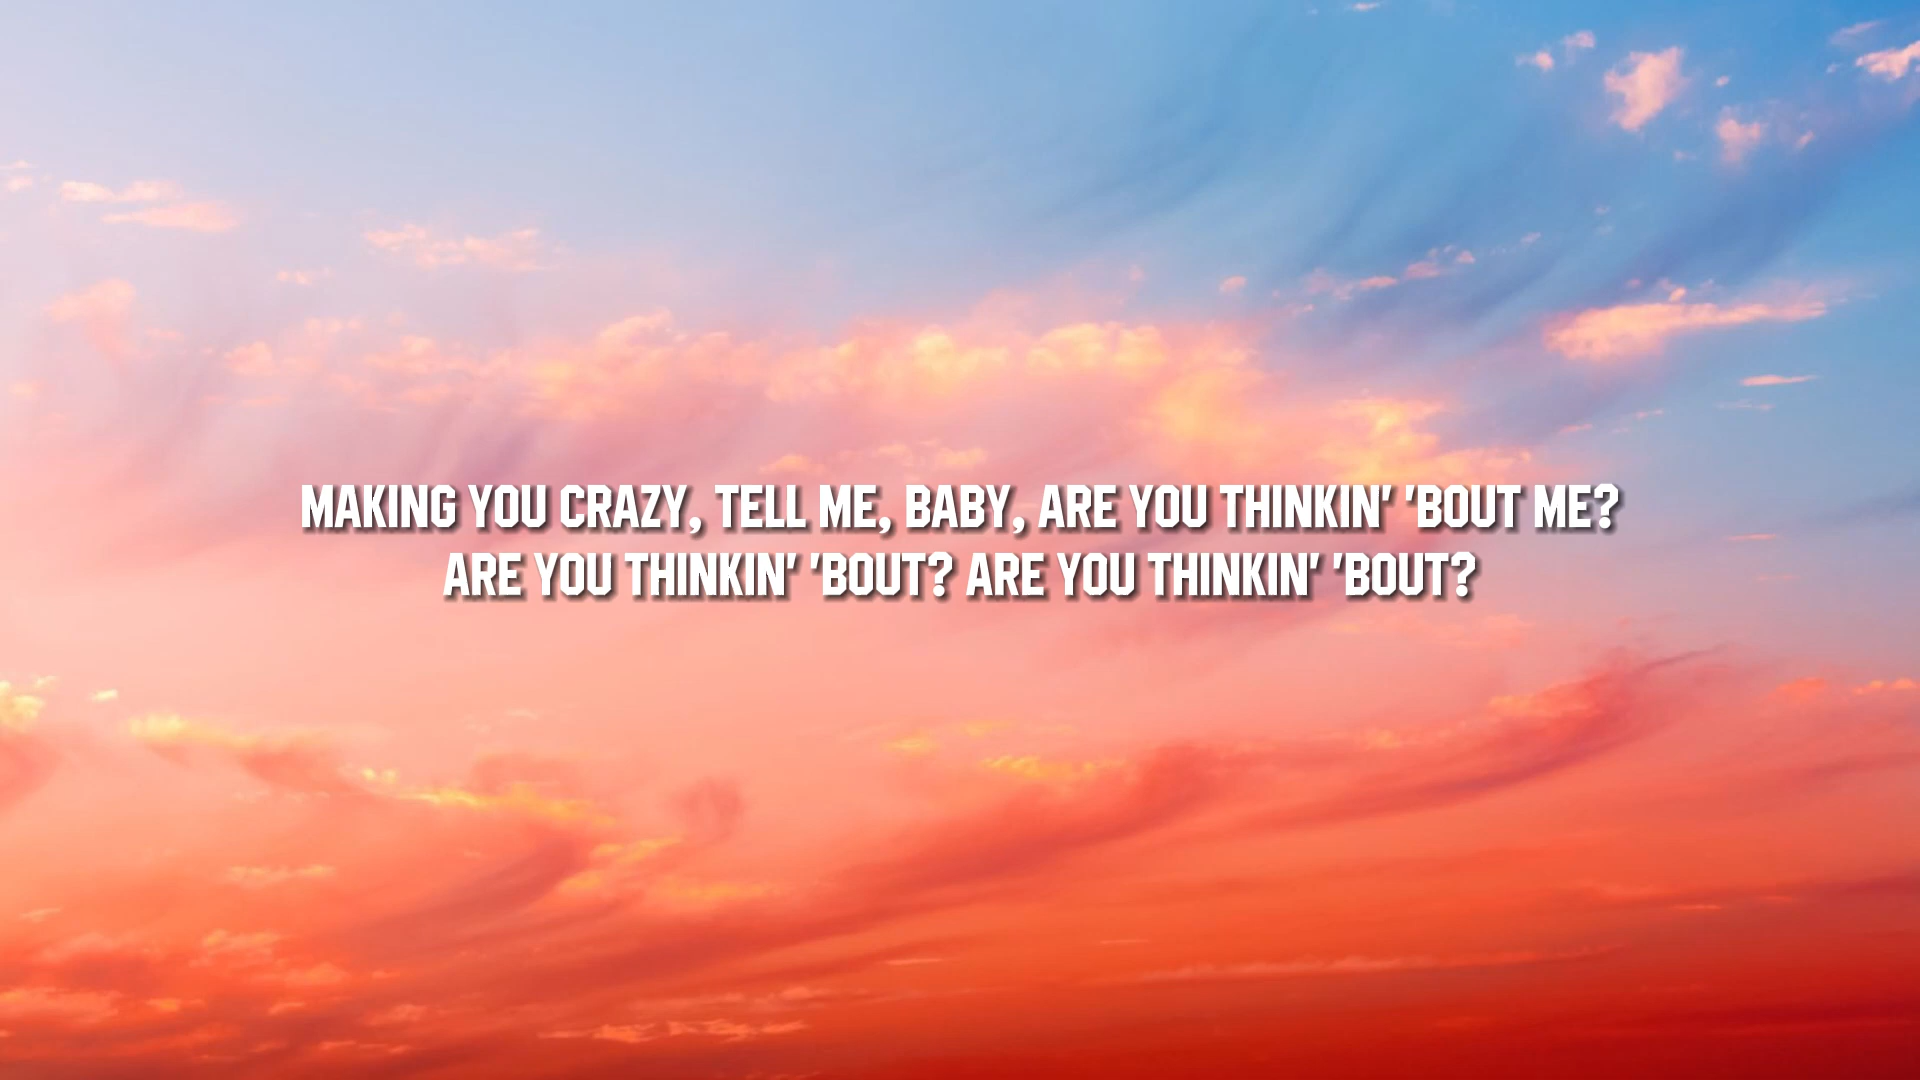 MAKING YOU CRAZY, TELL ME, BABY, ARE YOU THINKIN' 'BOUT ME?
ARE YOU THINKIN' 'BOUT? ARE YOU THINKIN' 'BOUT?